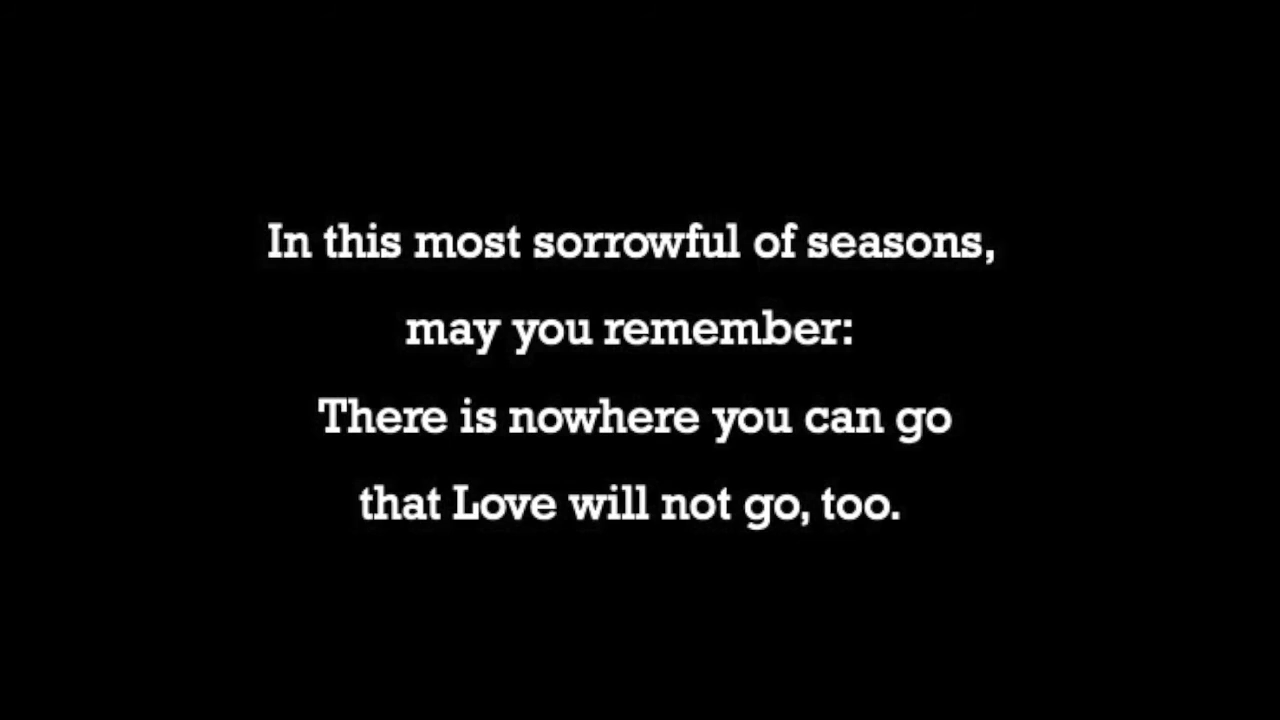 In this most sorrowful of seasons,
may you remember:
There is nowhere you can go
that Love will not go, too.